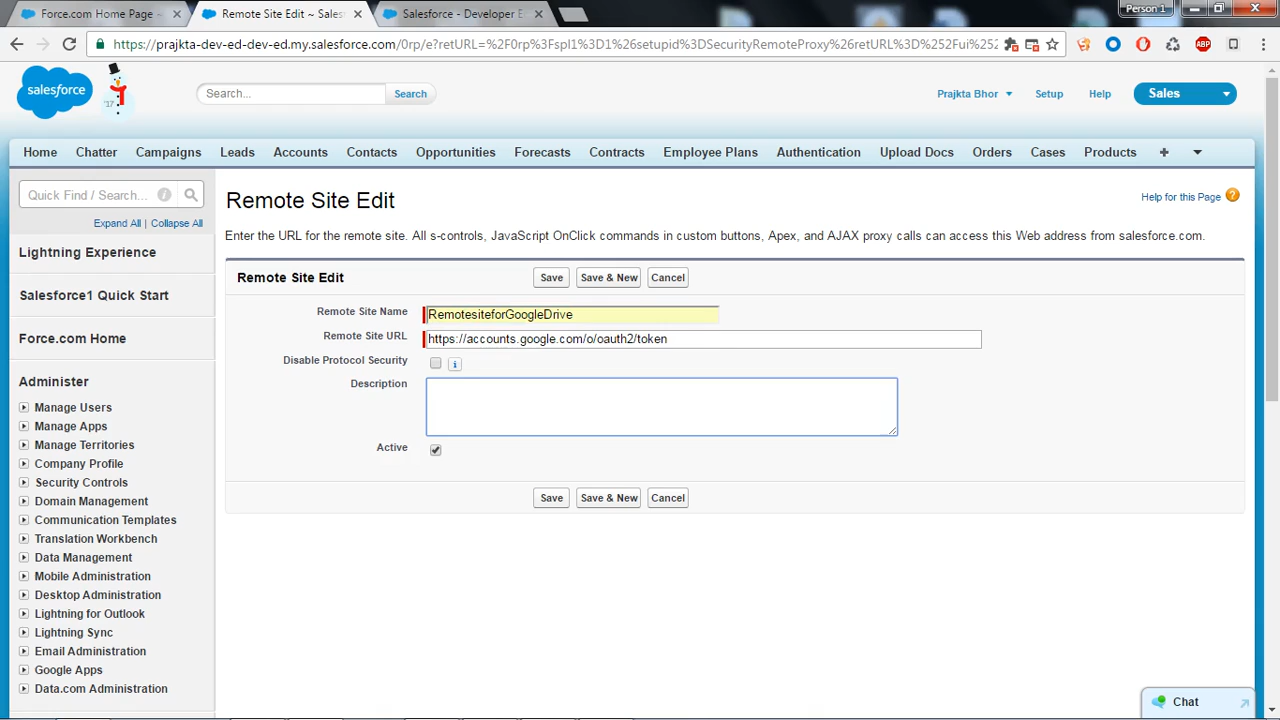 Force.com Home Page ~
Remote Site Edit ~ Sales
Salesforce - Developer E
Person 1
https://prajkta-dev-ed-dev-ed.my.salesforce.com/0rp/e?retURL=%2F0rp%3Fspl1%3D1%26setupid%3DSecurityRemoteProxy%26retURL%3D%252Fui%252
ABP
salesforce
'17
Search...
Search
Prajkta Bhor
Setup
Help
Sales
Home
Chatter
Campaigns
Leads
Accounts
Contacts
Opportunities
Forecasts
Contracts
Employee Plans
Authentication
Upload Docs
Orders
Cases
Products
+
Quick Find / Search...
Expand All | Collapse All
Lightning Experience
Salesforce1 Quick Start
Force.com Home
Administer
Manage Users
Manage Apps
Manage Territories
Company Profile
Security Controls
Domain Management
Communication Templates
Translation Workbench
Data Management
Mobile Administration
Desktop Administration
Lightning for Outlook
Lightning Sync
Email Administration
Google Apps
Data.com Administration
Remote Site Edit
Help for this Page ?
Enter the URL for the remote site. All s-controls, JavaScript OnClick commands in custom buttons, Apex, and AJAX proxy calls can access this Web address from salesforce.com.
Remote Site Edit
Save
Save & New
Cancel
Remote Site Name
RemotesiteforGoogleDrive
Remote Site URL
https://accounts.google.com/o/oauth2/token
Disable Protocol Security
i
Description
Active
Save
Save & New
Cancel
Chat